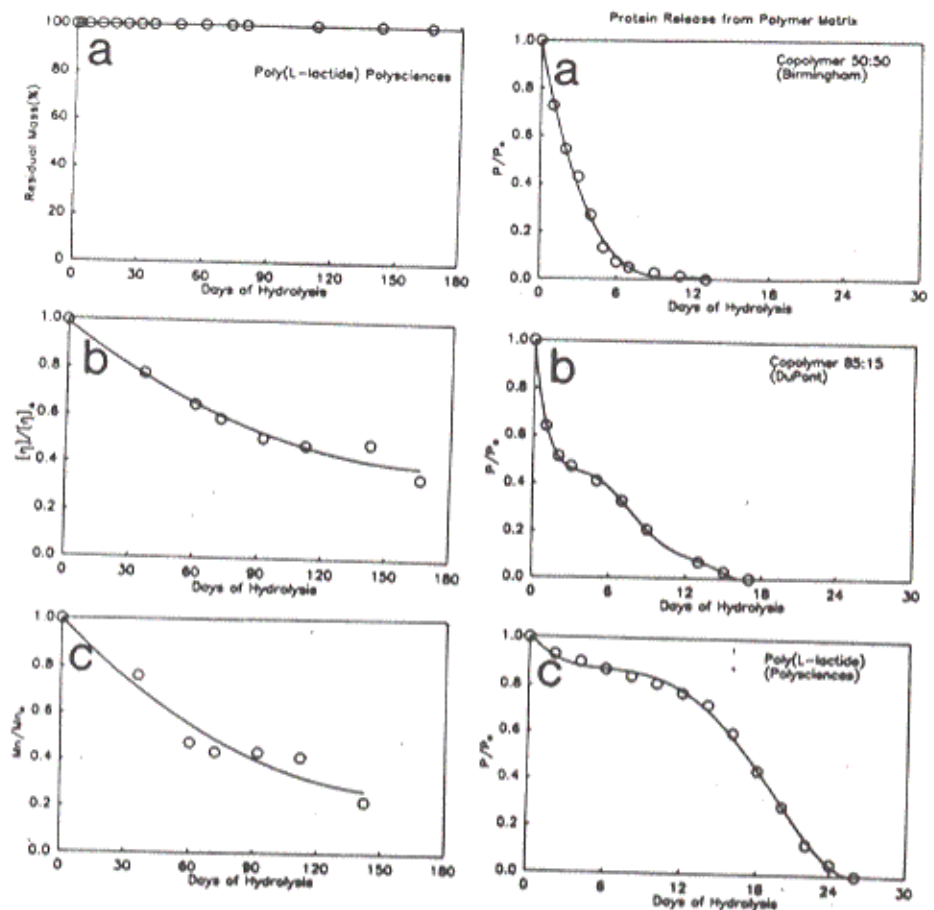 100
80
60
40
20
0
Residual Mass(%)
a
Poly(L-lactide) Polysciences
0 30 60 90 120 150 180
Days of Hydrolysis
1.0
0.8
0.6
0.4
0.2
0.0
[η]/[η]₀
b
0 30 60 90 120 150 180
Days of Hydrolysis
1.0
0.8
0.6
0.4
0.2
0.0
Mn/Mn₀
c
0 30 60 90 120 150 180
Days of Hydrolysis
Protein Release from Polymer Matrix
1.0
0.8
0.6
0.4
0.2
0.0
P/P₀
a
Copolymer 50:50
(Birmingham)
0 6 12 18 24 30
Days of Hydrolysis
1.0
0.8
0.6
0.4
0.2
0.0
P/P₀
b
Copolymer 85:15
(DuPont)
0 6 12 18 24 30
Days of Hydrolysis
1.0
0.8
0.6
0.4
0.2
0.0
P/P₀
c
Poly(L-lactide)
(Polysciences)
0 6 12 18 24 30
Days of Hydrolysis